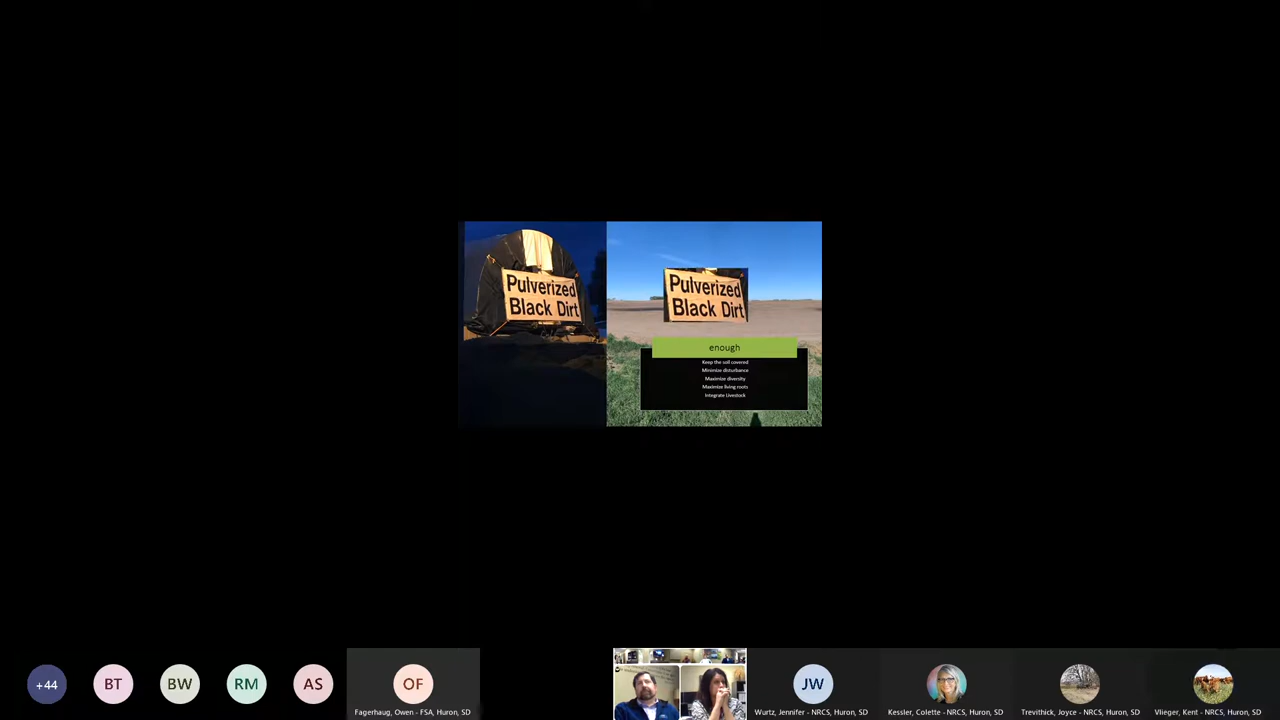 Pulverized
Black Dirt
Pulverized
Black Dirt
enough
Keep the soil covered
Minimize disturbance
Maximize diversity
Maximize living roots
Integrate Livestock
+44
BT
BW
RM
AS
OF
Fagerhaug, Owen - FSA, Huron, SD
JW
Wurtz, Jennifer - NRCS, Huron, SD
Kessler, Colette - NRCS, Huron, SD
Trevithick, Joyce - NRCS, Huron, SD
Vlieger, Kent - NRCS, Huron, SD